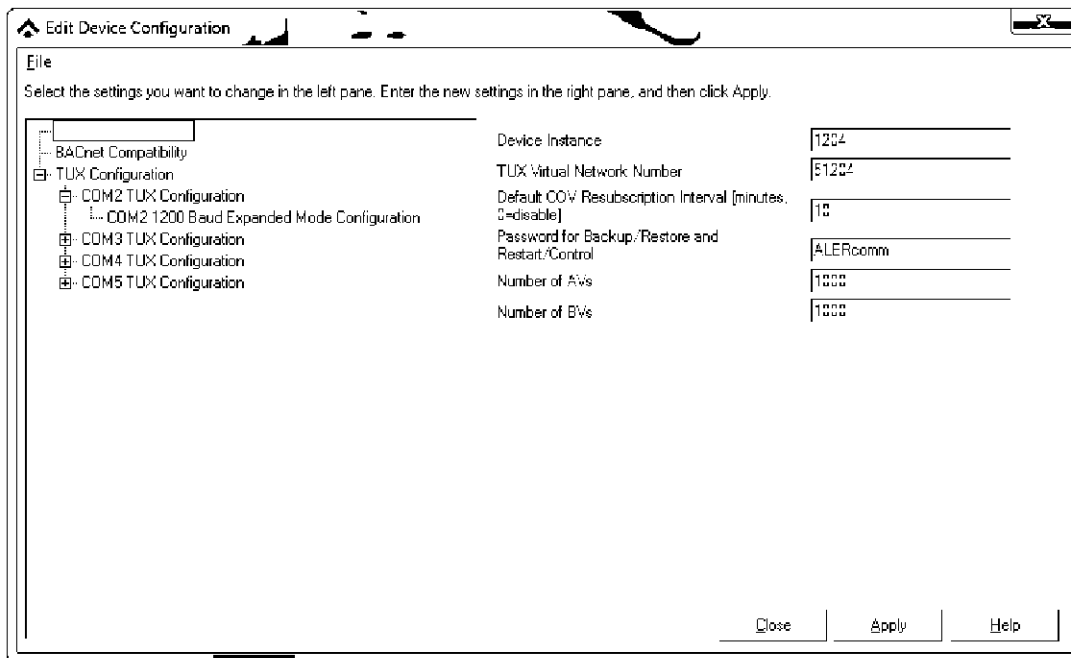 Edit Device Configuration
File
Select the settings you want to change in the left pane. Enter the new settings in the right pane, and then click Apply.
BACnet Compatibility
TUX Configuration
COM2 TUX Configuration
COM2 1200 Baud Expanded Mode Configuration
COM3 TUX Configuration
COM4 TUX Configuration
COM5 TUX Configuration
Device Instance
1204
TUX Virtual Network Number
51204
Default COV Resubscription Interval [minutes, 0=disable]
10
Password for Backup/Restore and Restart/Control
ALERcomm
Number of AVs
1000
Number of BVs
1000
Close
Apply
Help